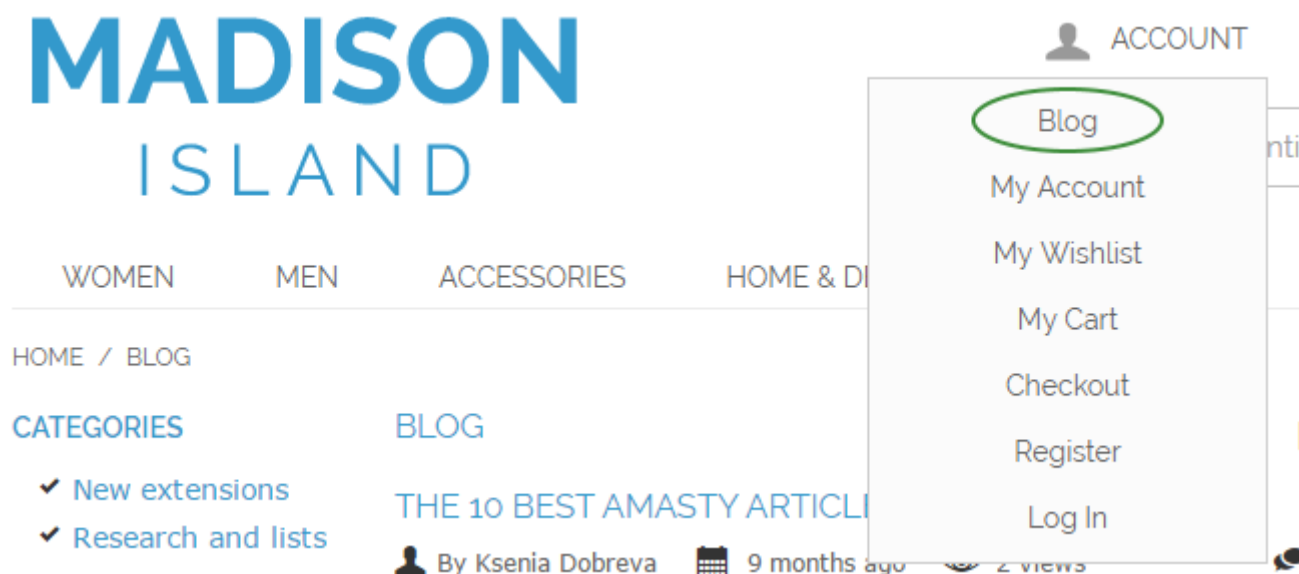 MADISON
ISLAND
ACCOUNT
Blog
My Account
My Wishlist
My Cart
Checkout
Register
Log In
WOMEN MEN ACCESSORIES HOME &
HOME / BLOG
CATEGORIES
New extensions
Research and lists
BLOG
THE 10 BEST AMASTY
By Ksenia Dobreva 9 months ago 2 views